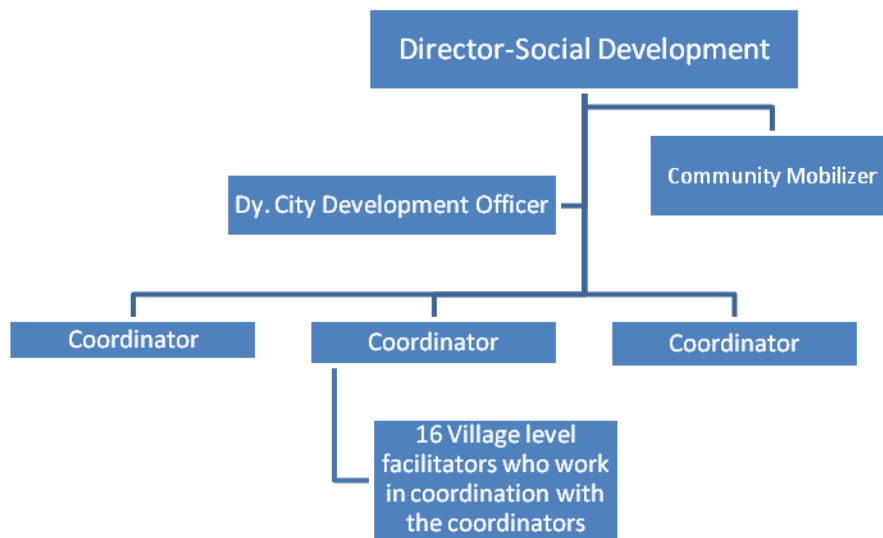 Director-Social Development
Community Mobilizer
Dy. City Development Officer
Coordinator
Coordinator
Coordinator
16 Village level
facilitators who work
in coordination with
the coordinators